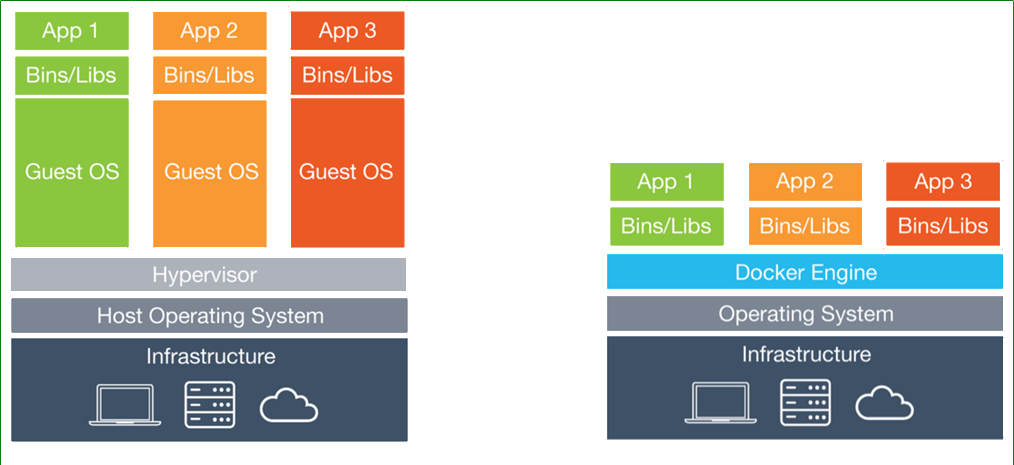 App 1
App 2
App 3
Bins/Libs
Bins/Libs
Bins/Libs
Guest OS
Guest OS
Guest OS
Hypervisor
Host Operating System
Infrastructure
App 1
App 2
App 3
Bins/Libs
Bins/Libs
Bins/Libs
Docker Engine
Operating System
Infrastructure